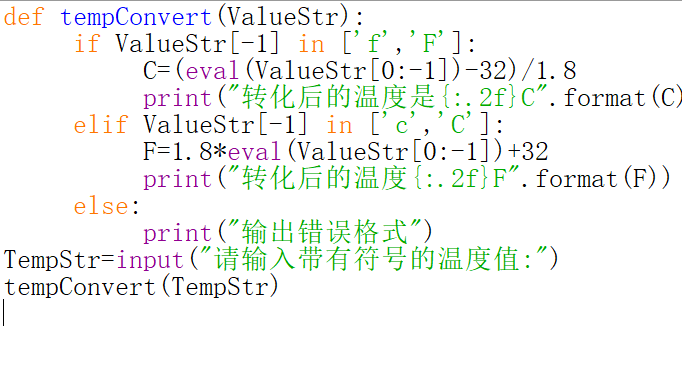 def tempConvert(ValueStr):
    if ValueStr[-1] in ['f','F']:
        C=(eval(ValueStr[0:-1])-32)/1.8
        print("转化后的温度是{:.2f}C".format(C)
    elif ValueStr[-1] in ['c','C']:
        F=1.8*eval(ValueStr[0:-1])+32
        print("转化后的温度{:.2f}F".format(F))
    else:
        print("输出错误格式")
TempStr=input("请输入带有符号的温度值:")
tempConvert(TempStr)